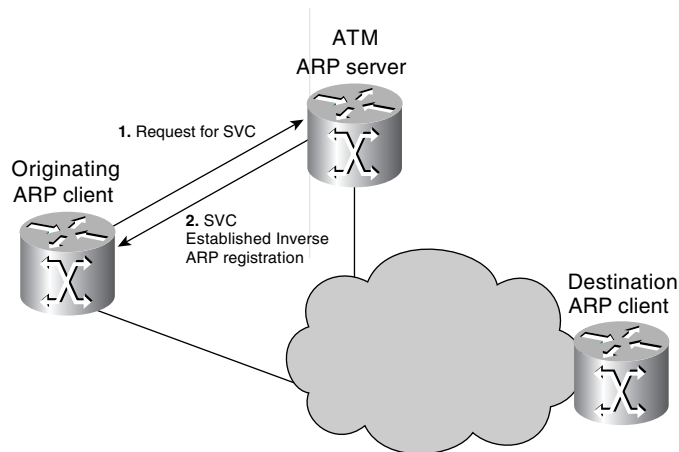 ATM
ARP server
1. Request for SVC
Originating
ARP client
2. SVC
Established Inverse
ARP registration
Destination
ARP client